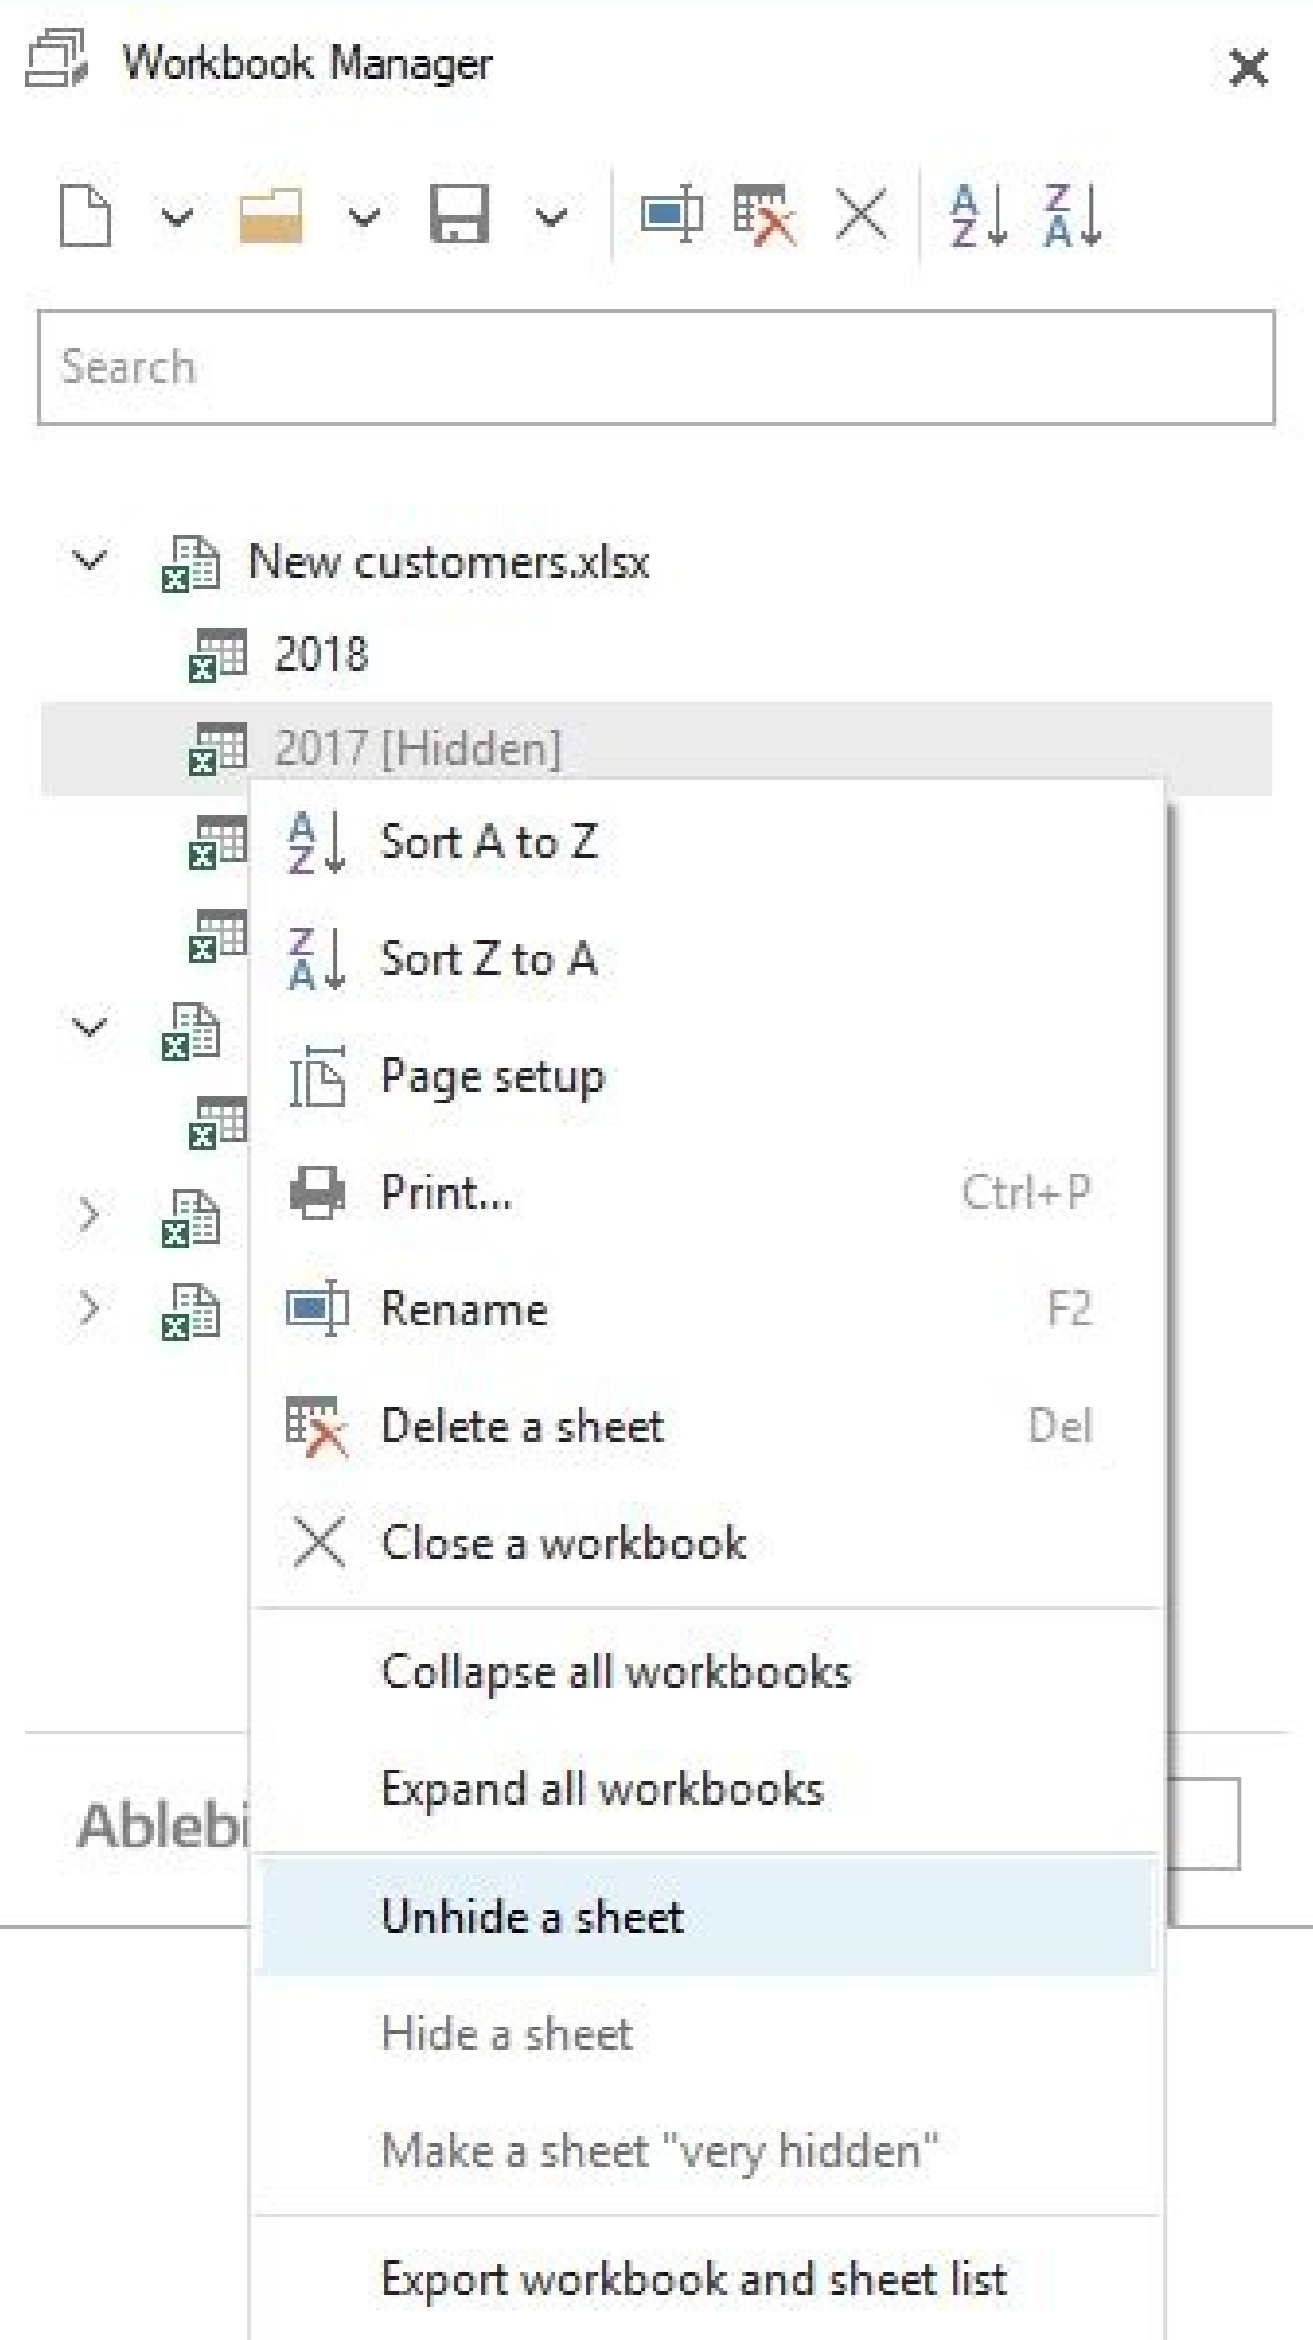 Workbook Manager
Search
New customers.xlsx
2018
2017 [Hidden]
Sort A to Z
Sort Z to A
Page setup
Print... Ctrl+P
Rename F2
Delete a sheet Del
Close a workbook
Collapse all workbooks
Expand all workbooks
Ablebi
Unhide a sheet
Hide a sheet
Make a sheet "very hidden"
Export workbook and sheet list